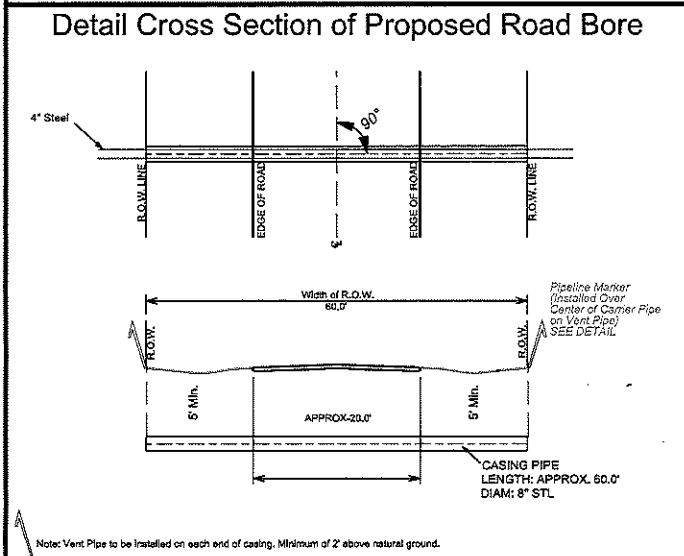 Detail Cross Section of Proposed Road Bore
4" Steel
90°
R.O.W. LINE
EDGE OF ROAD
EDGE OF ROAD
R.O.W. LINE
Width of R.O.W.
60.0'
Pipeline Marker
(Installed Over
Center of Carrier Pipe
on Vent Pipe)
SEE DETAIL
R.O.W.
R.O.W.
5' Min.
APPROX-20.0'
5' Min.
CASING PIPE
LENGTH: APPROX. 60.0'
DIAM: 8" STL
Note: Vent Pipe to be installed on each end of casing. Minimum of 2' above natural ground.